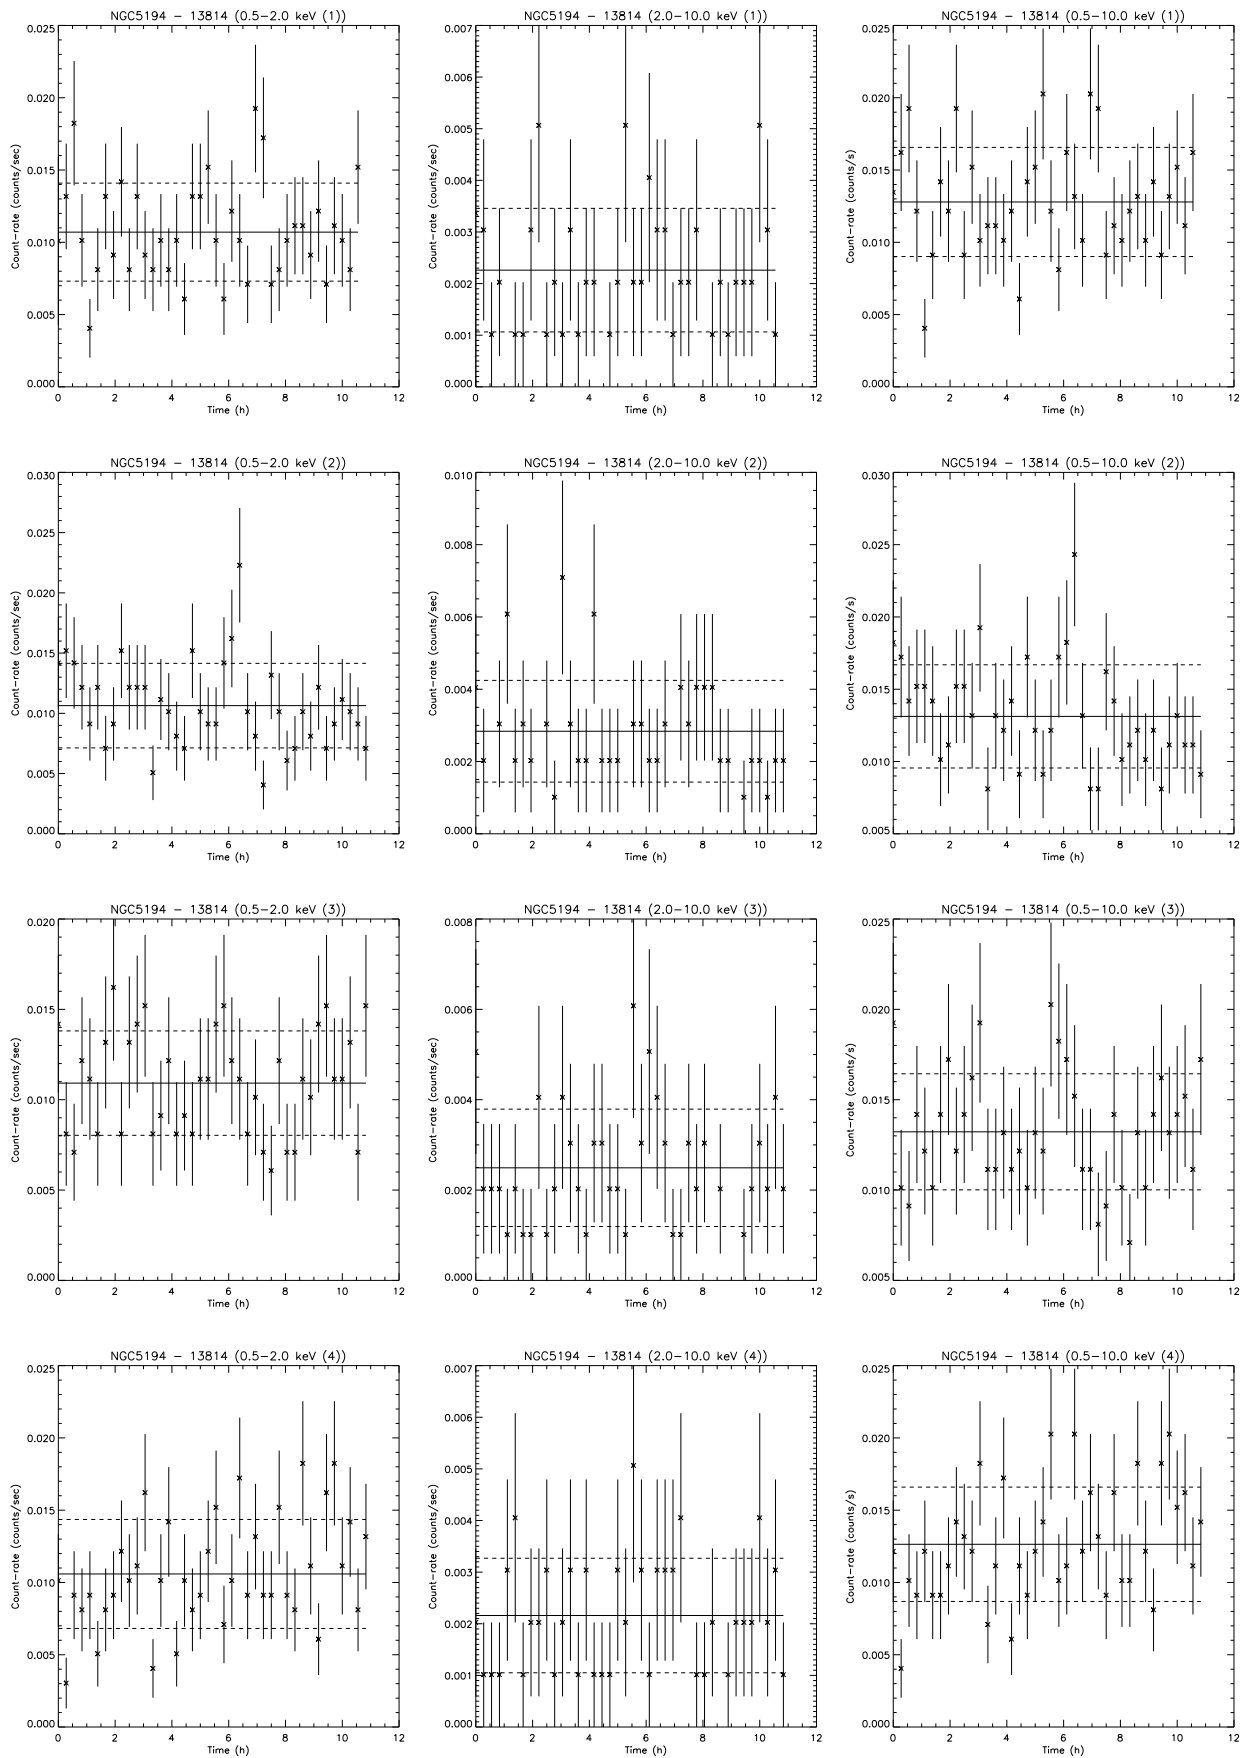 NGC5194 − 13814 (0.5−2.0 keV (1))
Count−rate (counts/sec)
0.025
0.020
0.015
0.010
0.005
0.000
0 2 4 6 8 10 12
Time (h)
NGC5194 − 13814 (2.0−10.0 keV (1))
Count−rate (counts/sec)
0.007
0.006
0.005
0.004
0.003
0.002
0.001
0.000
0 2 4 6 8 10 12
Time (h)
NGC5194 − 13814 (0.5−10.0 keV (1))
Count−rate (counts/s)
0.025
0.020
0.015
0.010
0.005
0.000
0 2 4 6 8 10 12
Time (h)
NGC5194 − 13814 (0.5−2.0 keV (2))
Count−rate (counts/sec)
0.030
0.025
0.020
0.015
0.010
0.005
0.000
0 2 4 6 8 10 12
Time (h)
NGC5194 − 13814 (2.0−10.0 keV (2))
Count−rate (counts/sec)
0.010
0.008
0.006
0.004
0.002
0.000
0 2 4 6 8 10 12
Time (h)
NGC5194 − 13814 (0.5−10.0 keV (2))
Count−rate (counts/s)
0.030
0.025
0.020
0.015
0.010
0.005
0 2 4 6 8 10 12
Time (h)
NGC5194 − 13814 (0.5−2.0 keV (3))
Count−rate (counts/sec)
0.020
0.015
0.010
0.005
0.000
0 2 4 6 8 10 12
Time (h)
NGC5194 − 13814 (2.0−10.0 keV (3))
Count−rate (counts/sec)
0.008
0.006
0.004
0.002
0.000
0 2 4 6 8 10 12
Time (h)
NGC5194 − 13814 (0.5−10.0 keV (3))
Count−rate (counts/s)
0.025
0.020
0.015
0.010
0.005
0 2 4 6 8 10 12
Time (h)
NGC5194 − 13814 (0.5−2.0 keV (4))
Count−rate (counts/sec)
0.025
0.020
0.015
0.010
0.005
0.000
0 2 4 6 8 10 12
Time (h)
NGC5194 − 13814 (2.0−10.0 keV (4))
Count−rate (counts/sec)
0.007
0.006
0.005
0.004
0.003
0.002
0.001
0.000
0 2 4 6 8 10 12
Time (h)
NGC5194 − 13814 (0.5−10.0 keV (4))
Count−rate (counts/s)
0.025
0.020
0.015
0.010
0.005
0.000
0 2 4 6 8 10 12
Time (h)